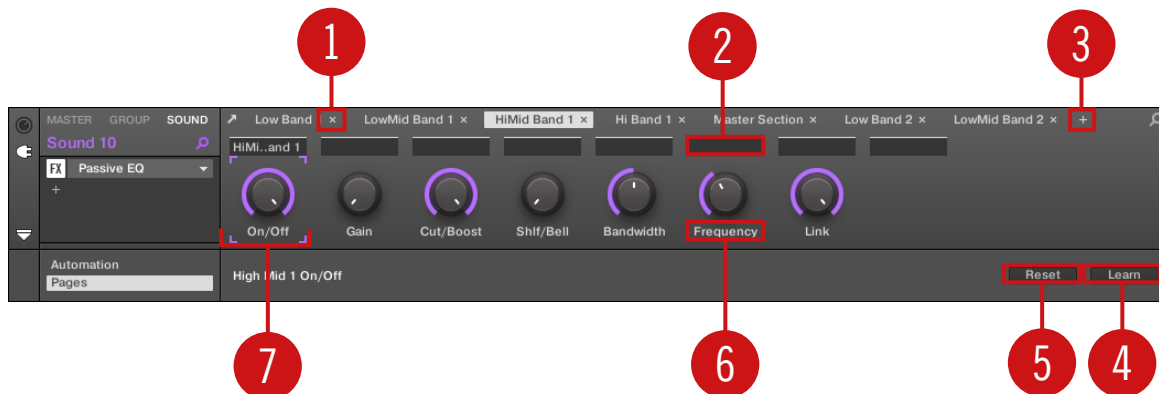 1 2 3
MASTER GROUP SOUND Low Band × LowMid Band 1 × HiMid Band 1 × Hi Band 1 × Master Section × Low Band 2 × LowMid Band 2 × +
Sound 10 HiMi..and 1
FX Passive EQ
+
On/Off Gain Cut/Boost Shlf/Bell Bandwidth Frequency Link
Automation
Pages High Mid 1 On/Off Reset Learn
7 6 5 4